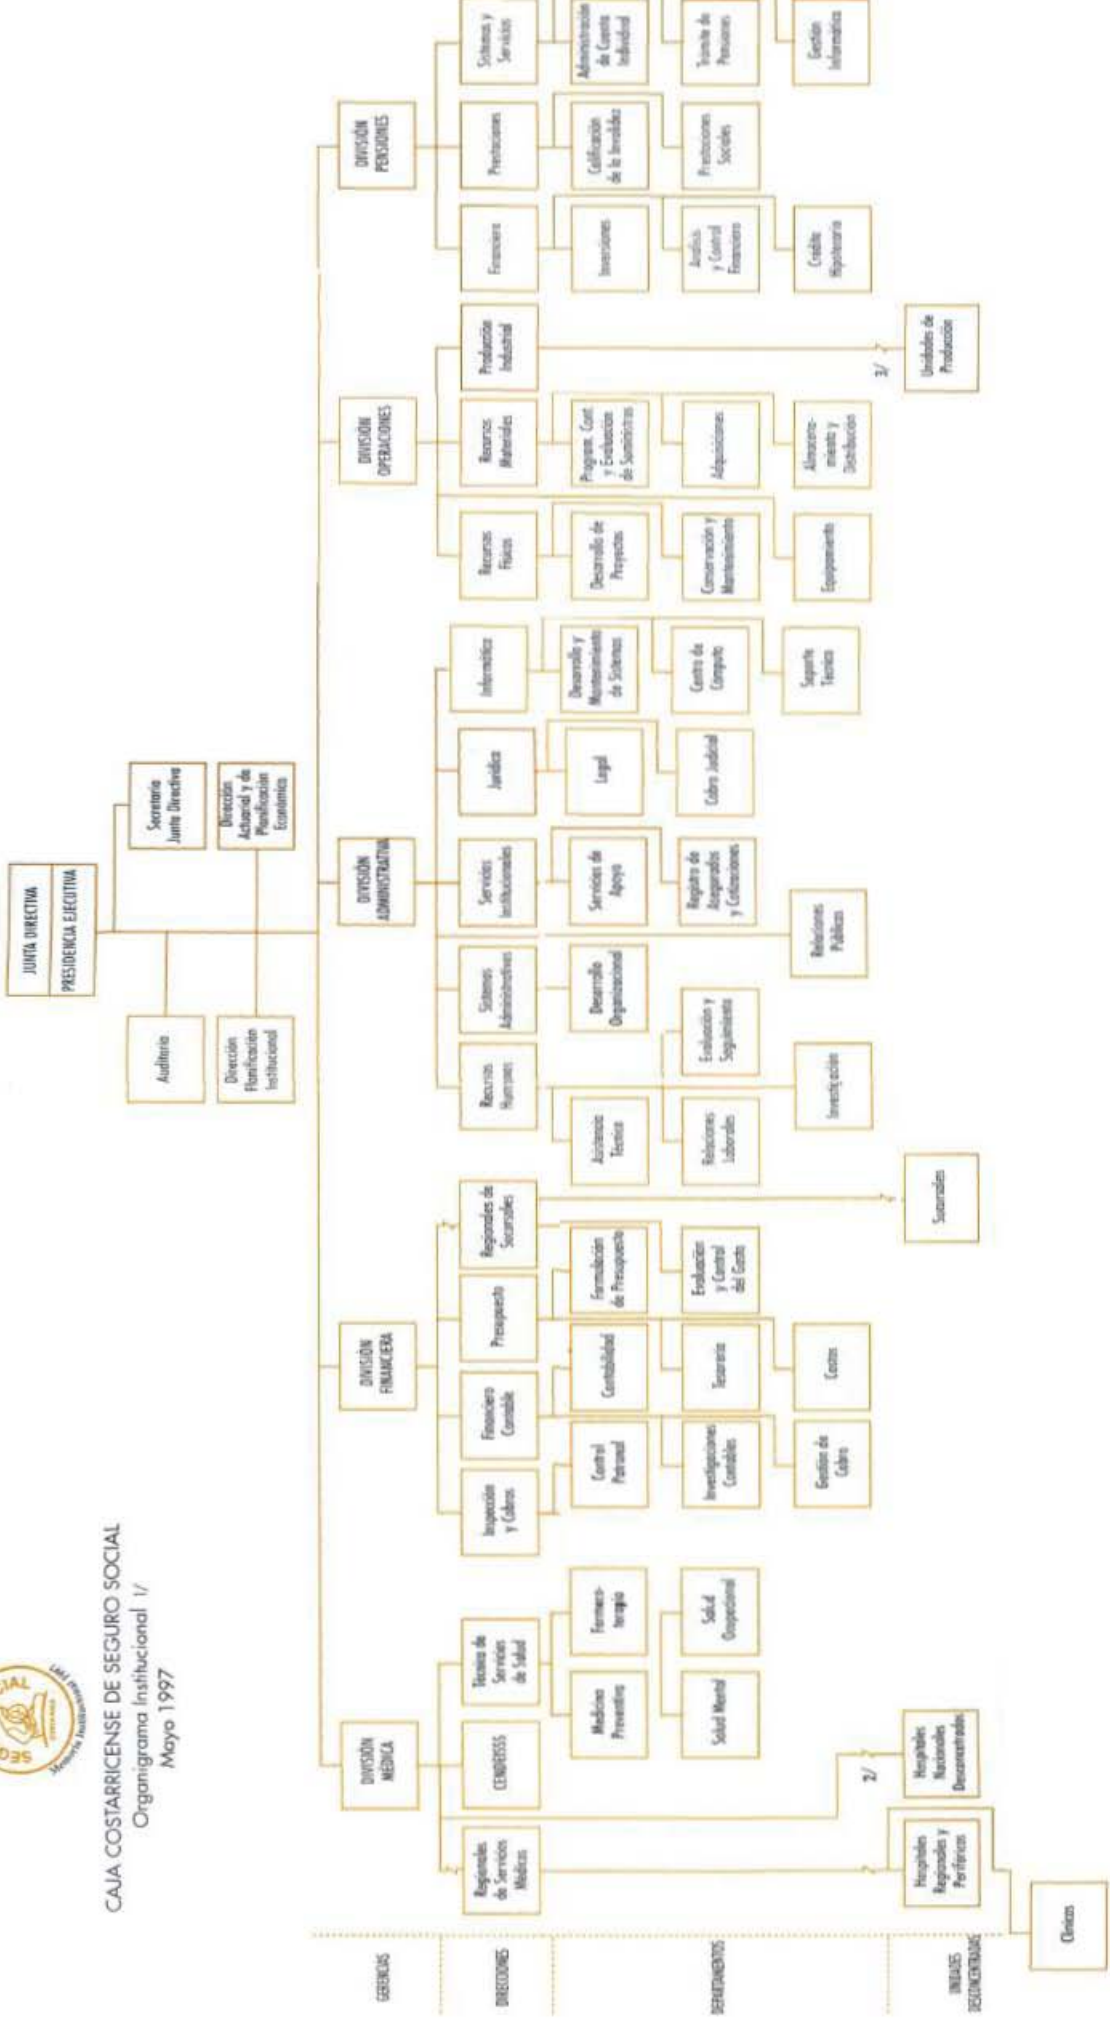 CAJA COSTARRICENSE DE SEGURO SOCIAL
Organigrama Institucional 1/
Mayo 1997
JUNTA DIRECTIVA
PRESIDENCIA EJECUTIVA
Auditoria
Secretaría
Junta Directiva
Dirección
Planificación
Institucional
Dirección
Actuarial y de
Planificación
Económica
GERENCIAS
DIVISIÓN
MÉDICA
DIVISIÓN
FINANCIERA
DIVISIÓN
ADMINISTRATIVA
DIVISIÓN
OPERACIONES
DIVISIÓN
PENSIONES
DIRECCIONES
Regionales
de Servicios
Médicos
CENDEISSS
Técnica de
Servicios
de Salud
Inspección
y Cobros
Financiero
Contable
Presupuesto
Regionales de
Sucursales
Recursos
Humanos
Sistemas
Administrativos
Servicios
Institucionales
Jurídica
Informática
Recursos
Físicos
Recursos
Materiales
Producción
Industrial
Financiera
Prestaciones
Sistemas y
Servicios
DEPARTAMENTOS
Medicina
Preventiva
Farmaco-
terapia
Control
Patronal
Contabilidad
Formulación
de Presupuesto
Asistencia
Técnica
Desarrollo
Organizacional
Servicios de
Apoyo
Legal
Desarrollo y
Mantenimiento
de Sistemas
Desarrollo de
Proyectos
Program. Cont.
y Evaluación
de Suministros
Inversiones
Calificación
de la Invalidez
Administración
de Cuenta
Individual
Salud Mental
Salud
Ocupacional
Investigaciones
Contables
Tesorería
Evaluación
y Control
del Gasto
Relaciones
Laborales
Evaluación y
Seguimiento
Registro de
Asegurados
y Cotizaciones
Cobro Judicial
Centro de
Cómputo
Conservación y
Mantenimiento
Adquisiciones
Análisis
y Control
Financiero
Prestaciones
Sociales
Trámite de
Pensiones
Gestión de
Cobro
Costos
Investigación
Relaciones
Públicas
Soporte
Técnico
Equipamiento
Almacena-
miento y
Distribución
Crédito
Hipotecario
Gestión
Informática
2/
3/
UNIDADES
DESCONCENTRADAS
Hospitales
Regionales y
Periféricos
Hospitales
Nacionales
Desconcentrados
Sucursales
Unidades de
Producción
Clínicas